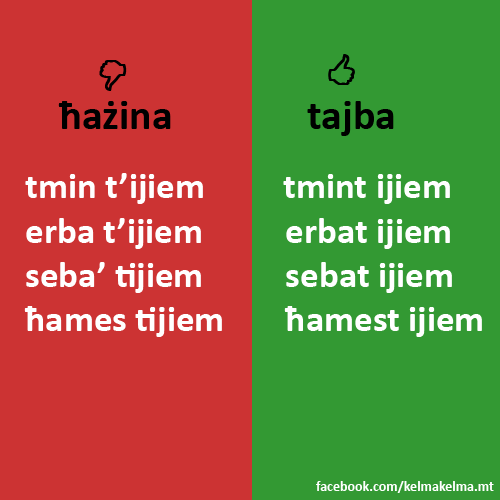 ħażina
tmin t’ijiem
erba t’ijiem
seba’ tijiem
ħames tijiem
tajba
tmint ijiem
erbat ijiem
sebat ijiem
ħamest ijiem
facebook.com/kelmakelma.mt